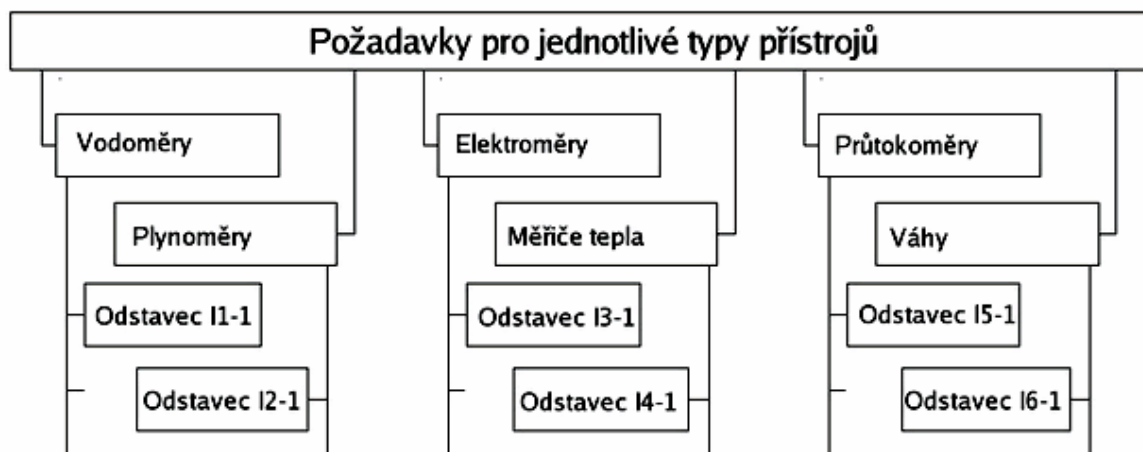 Požadavky pro jednotlivé typy přístrojů
Vodoměry
Elektroměry
Průtokoměry
Plynoměry
Měřiče tepla
Váhy
Odstavec I1-1
Odstavec I3-1
Odstavec I5-1
Odstavec I2-1
Odstavec I4-1
Odstavec I6-1